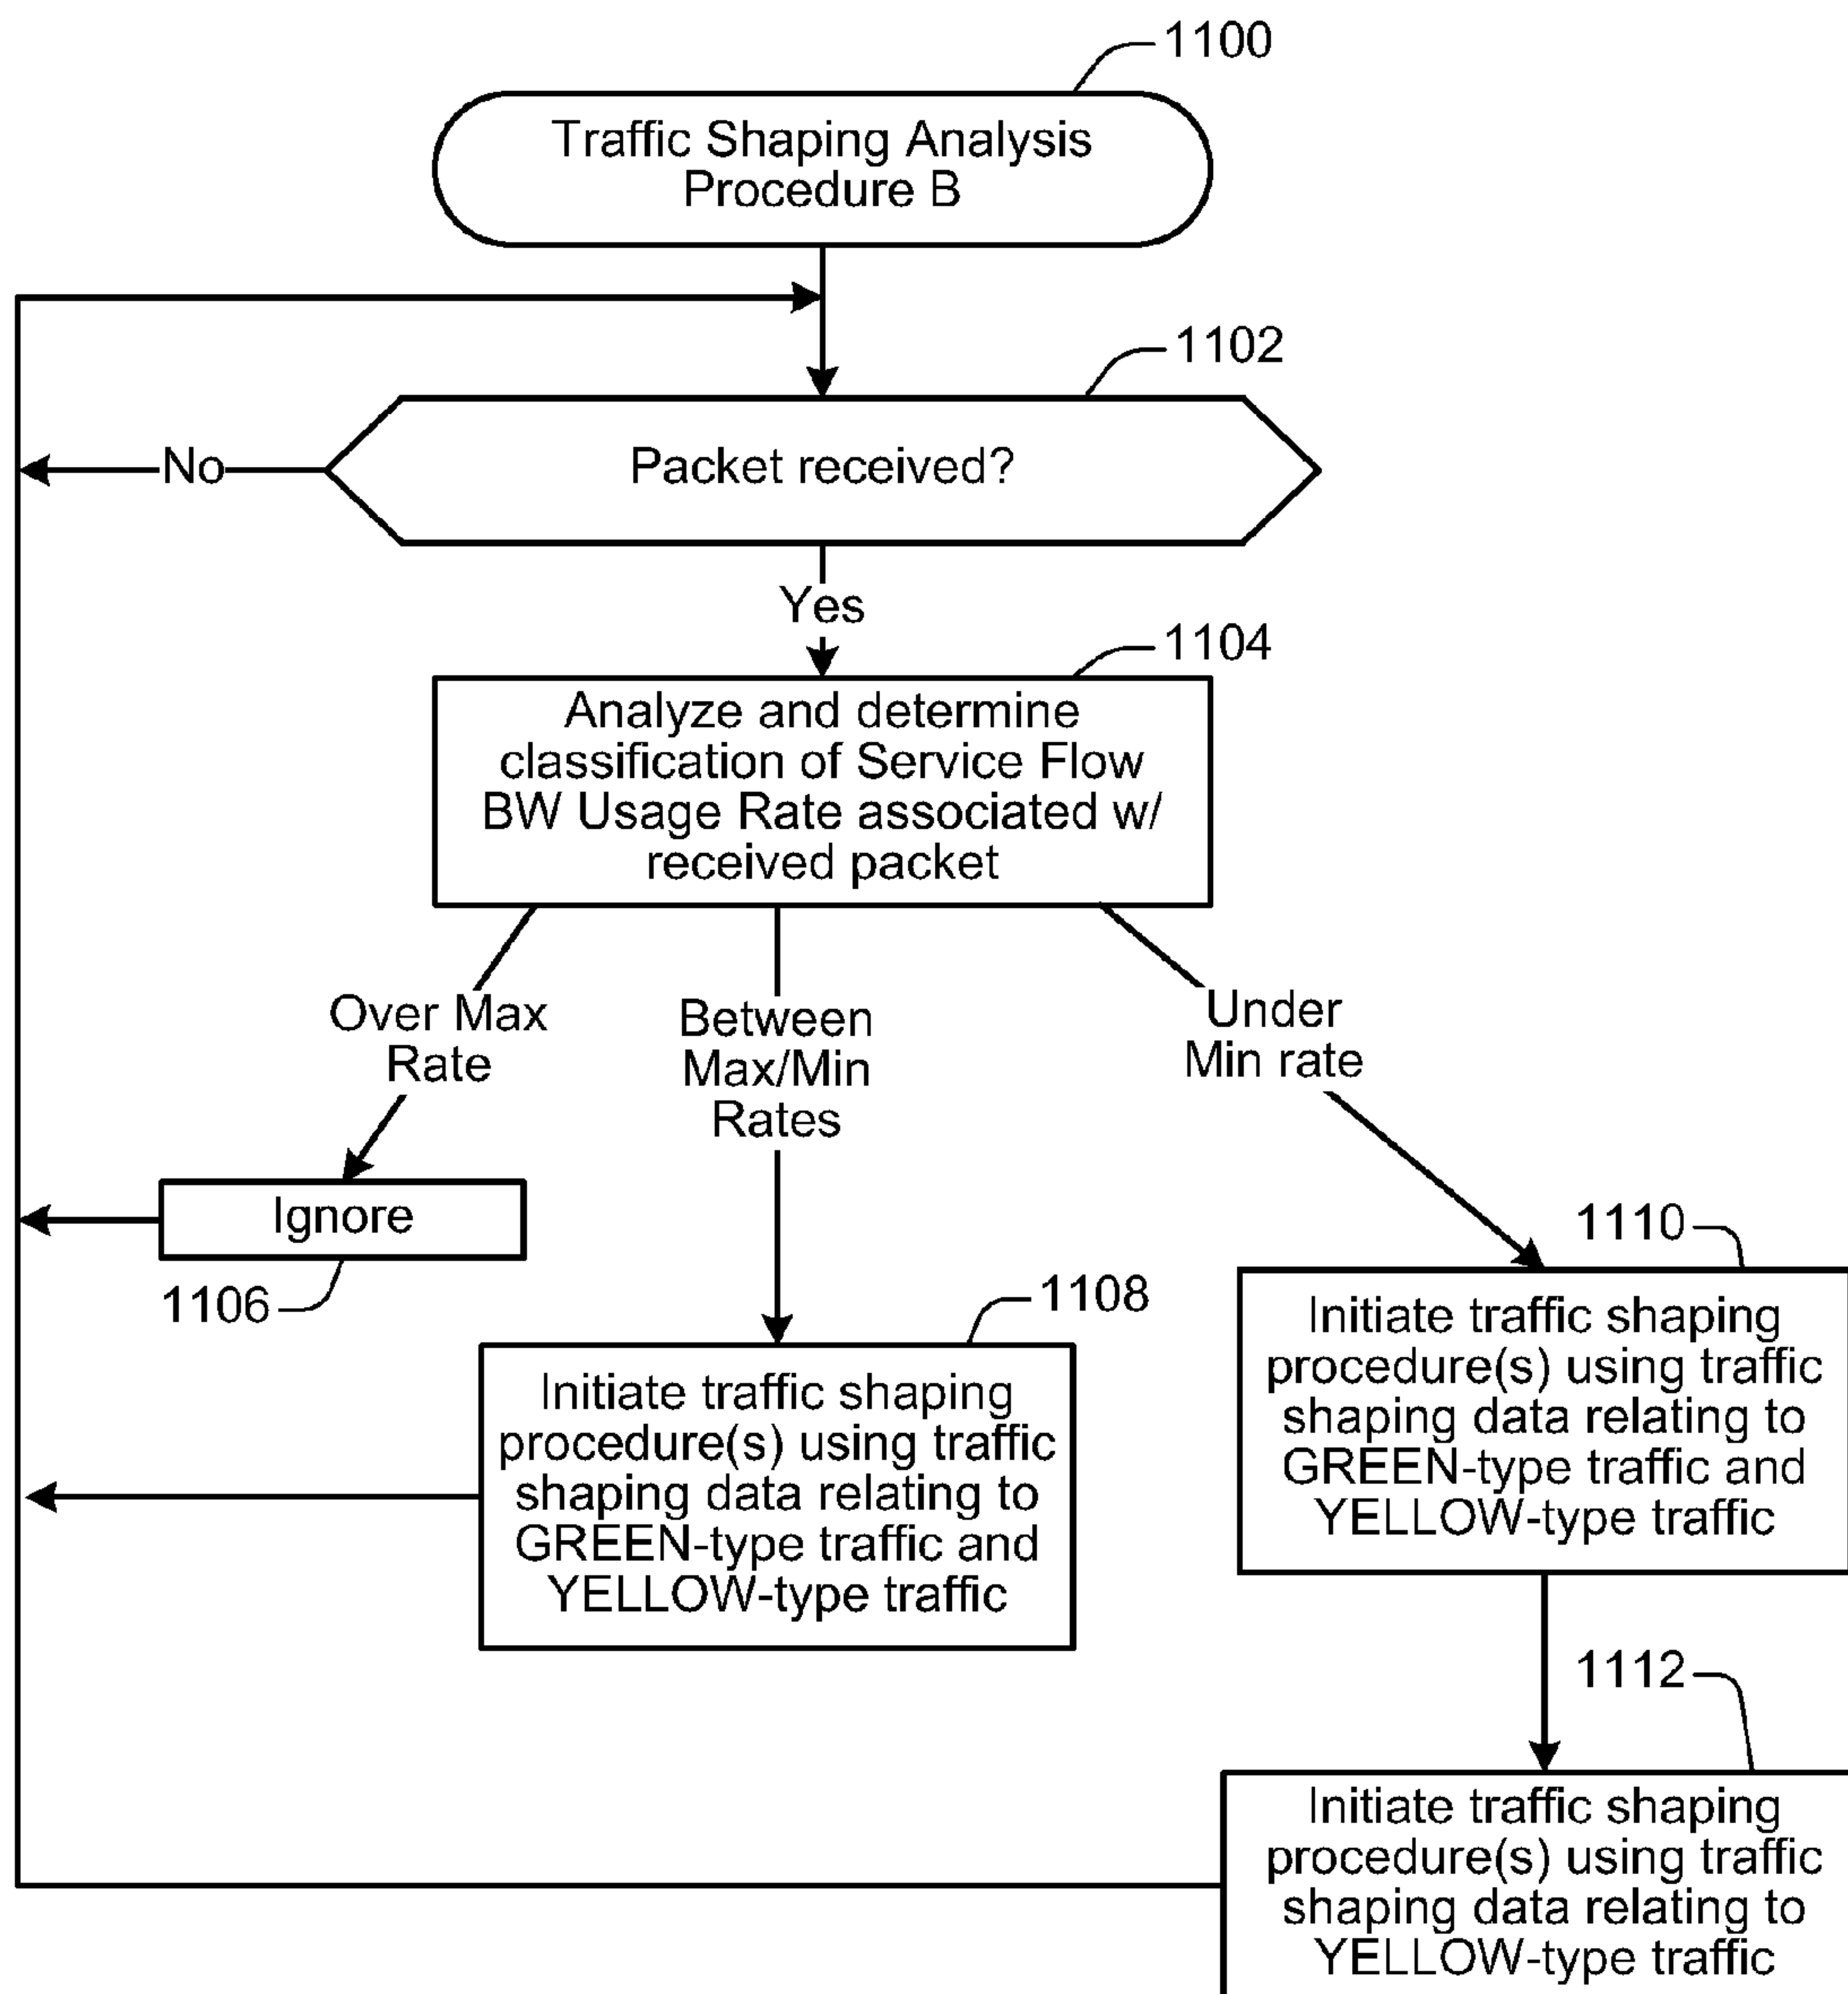 1100
Traffic Shaping Analysis
Procedure B
1102
Packet received?
No
Yes
1104
Analyze and determine
classification of Service Flow
BW Usage Rate associated w/
received packet
Over Max
Rate
Between
Max/Min
Rates
Under
Min rate
Ignore
1106
1108
Initiate traffic shaping
procedure(s) using traffic
shaping data relating to
GREEN-type traffic and
YELLOW-type traffic
1110
Initiate traffic shaping
procedure(s) using traffic
shaping data relating to
GREEN-type traffic and
YELLOW-type traffic
1112
Initiate traffic shaping
procedure(s) using traffic
shaping data relating to
YELLOW-type traffic